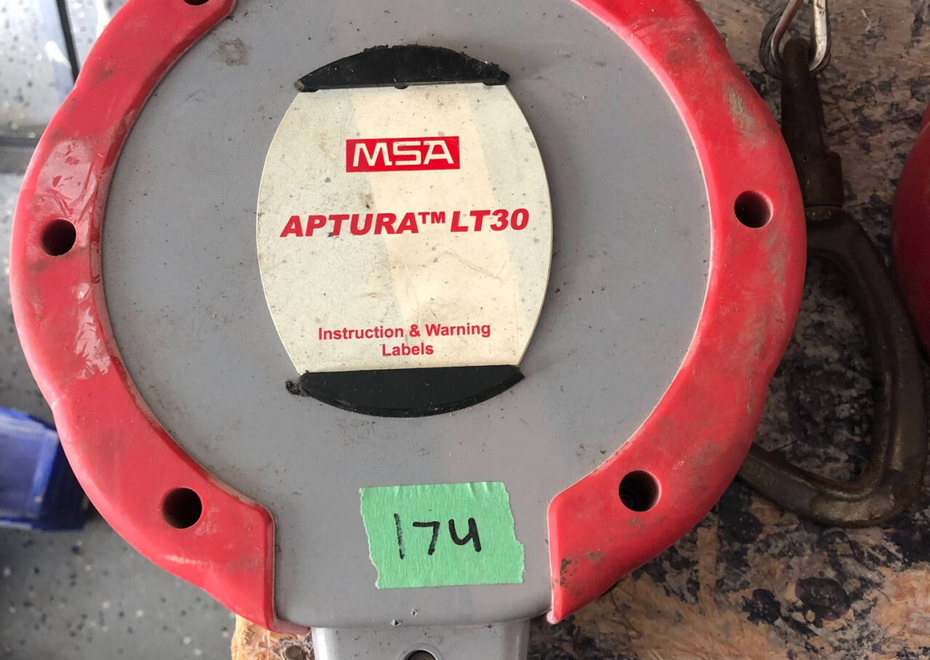 MSA
APTURA™ LT30
Instruction & Warning
Labels
174